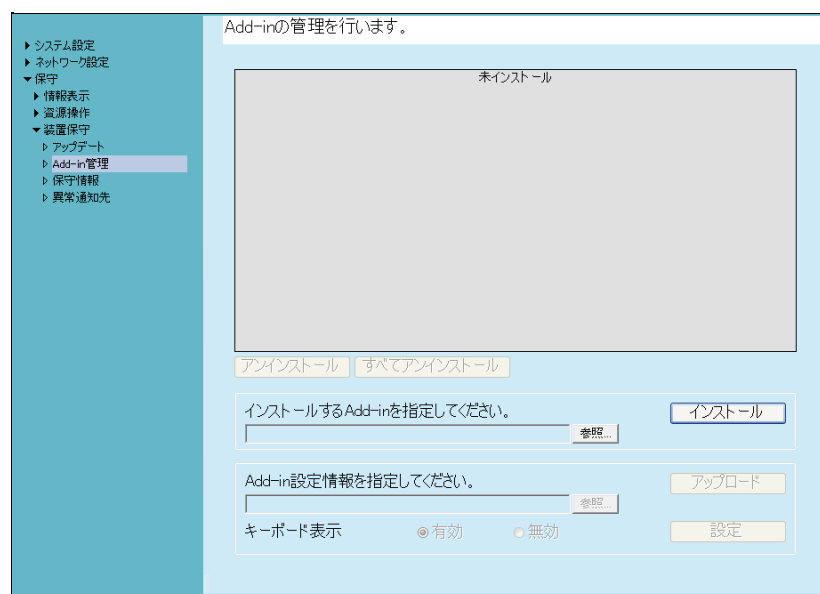 Add-inの管理を行います。
システム設定
ネットワーク設定
保守
情報表示
資源操作
装置保守
アップデート
Add-in管理
保守情報
異常通知先
未インストール
アンインストール すべてアンインストール
インストールするAdd-inを指定してください。 インストール
参照...
Add-in設定情報を指定してください。 アップロード
参照...
キーボード表示 有効 無効 設定